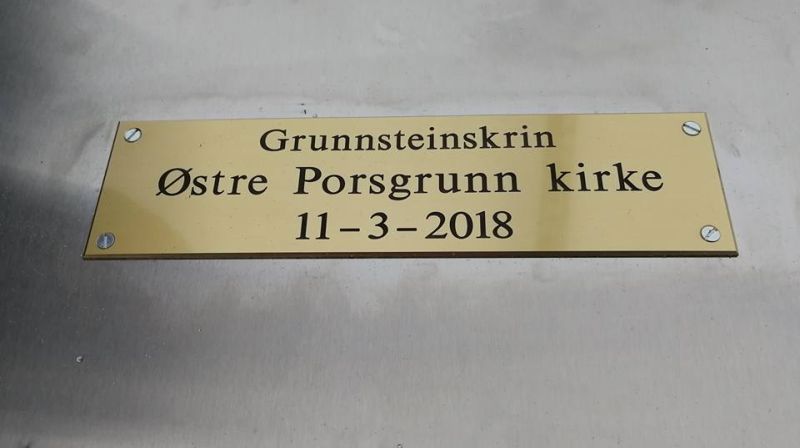 Grunnsteinskrin
Østre Porsgrunn kirke
11-3-2018